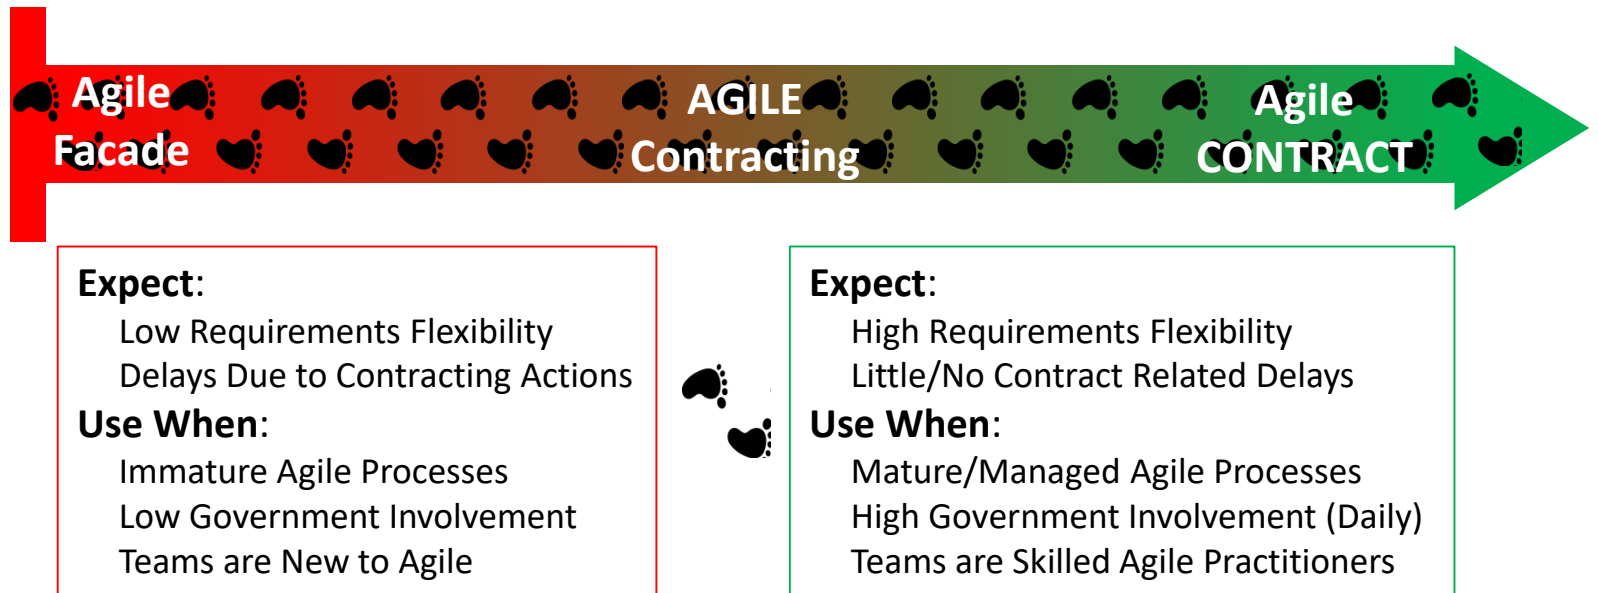 Agile
Facade
AGILE
Contracting
Agile
CONTRACT
Expect:
Low Requirements Flexibility
Delays Due to Contracting Actions
Use When:
Immature Agile Processes
Low Government Involvement
Teams are New to Agile
Expect:
High Requirements Flexibility
Little/No Contract Related Delays
Use When:
Mature/Managed Agile Processes
High Government Involvement (Daily)
Teams are Skilled Agile Practitioners